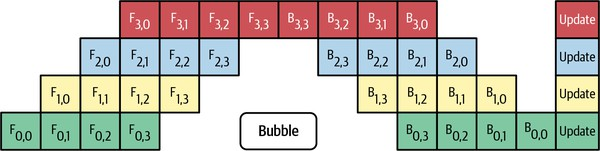 F3,0 F3,1 F3,2 F3,3 B3,3 B3,2 B3,1 B3,0 Update
F2,0 F2,1 F2,2 F2,3 B2,3 B2,2 B2,1 B2,0 Update
F1,0 F1,1 F1,2 F1,3 B1,3 B1,2 B1,1 B1,0 Update
F0,0 F0,1 F0,2 F0,3 Bubble B0,3 B0,2 B0,1 B0,0 Update